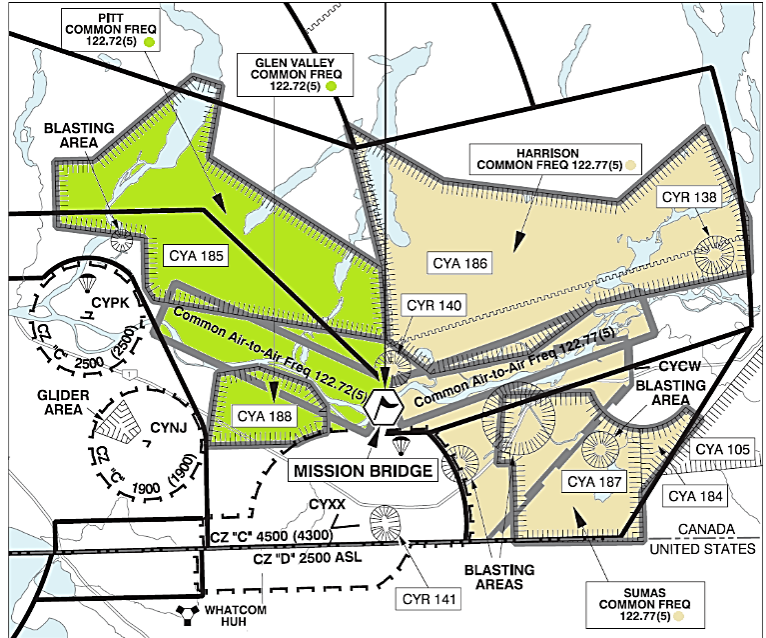 PITT
COMMON FREQ
122.72(5)
GLEN VALLEY
COMMON FREQ
122.72(5)
BLASTING
AREA
HARRISON
COMMON FREQ 122.77(5)
CYR 138
CYA 185
CYA 186
CYPK
CYR 140
CZ "C" 2500 (2500)
Common Air-to-Air Freq 122.72(5)
Common Air-to-Air Freq 122.77(5)
CYCW
BLASTING
AREA
GLIDER
AREA
CYNJ
CYA 188
CZ "C" 1900 (1900)
1
MISSION BRIDGE
CYA 105
CYA 187
CYA 184
CYXX
CZ "C" 4500 (4300)
CANADA
UNITED STATES
CZ "D" 2500 ASL
BLASTING
AREAS
CYR 141
WHATCOM
HUH
SUMAS
COMMON FREQ
122.77(5)